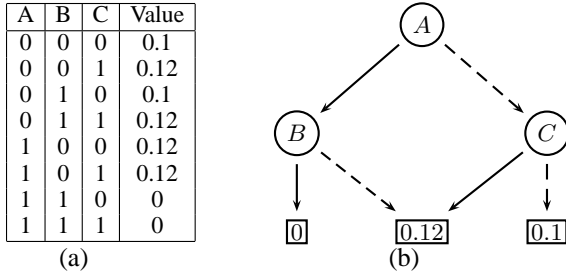 A B C Value
0 0 0 0.1
0 0 1 0.12
0 1 0 0.1
0 1 1 0.12
1 0 0 0.12
1 0 1 0.12
1 1 0 0
1 1 1 0
(a)
A
B C
0 0.12 0.1
(b)